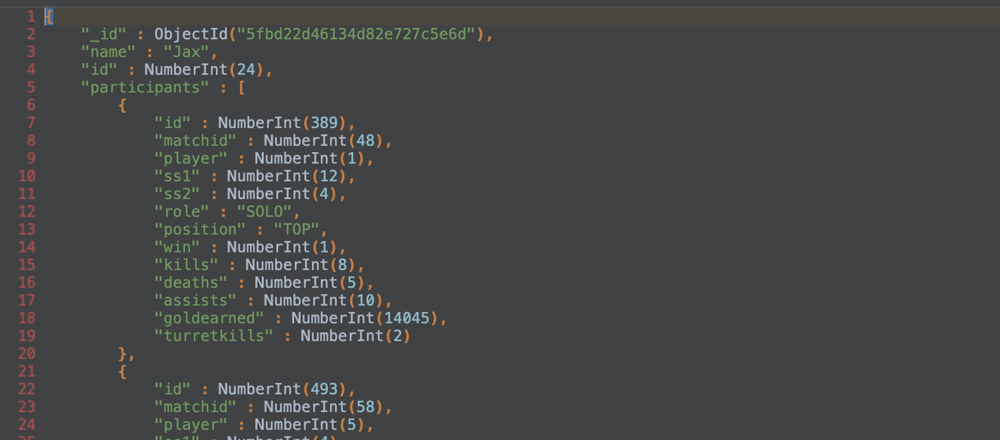 1 {
2 "_id" : ObjectId("5fbd22d46134d82e727c5e6d"),
3 "name" : "Jax",
4 "id" : NumberInt(24),
5 "participants" : [
6 {
7 "id" : NumberInt(389),
8 "matchid" : NumberInt(48),
9 "player" : NumberInt(1),
10 "ss1" : NumberInt(12),
11 "ss2" : NumberInt(4),
12 "role" : "SOLO",
13 "position" : "TOP",
14 "win" : NumberInt(1),
15 "kills" : NumberInt(8),
16 "deaths" : NumberInt(5),
17 "assists" : NumberInt(10),
18 "goldearned" : NumberInt(14045),
19 "turretkills" : NumberInt(2)
20 },
21 {
22 "id" : NumberInt(493),
23 "matchid" : NumberInt(58),
24 "player" : NumberInt(5),
25 "ss1" : NumberInt(4)